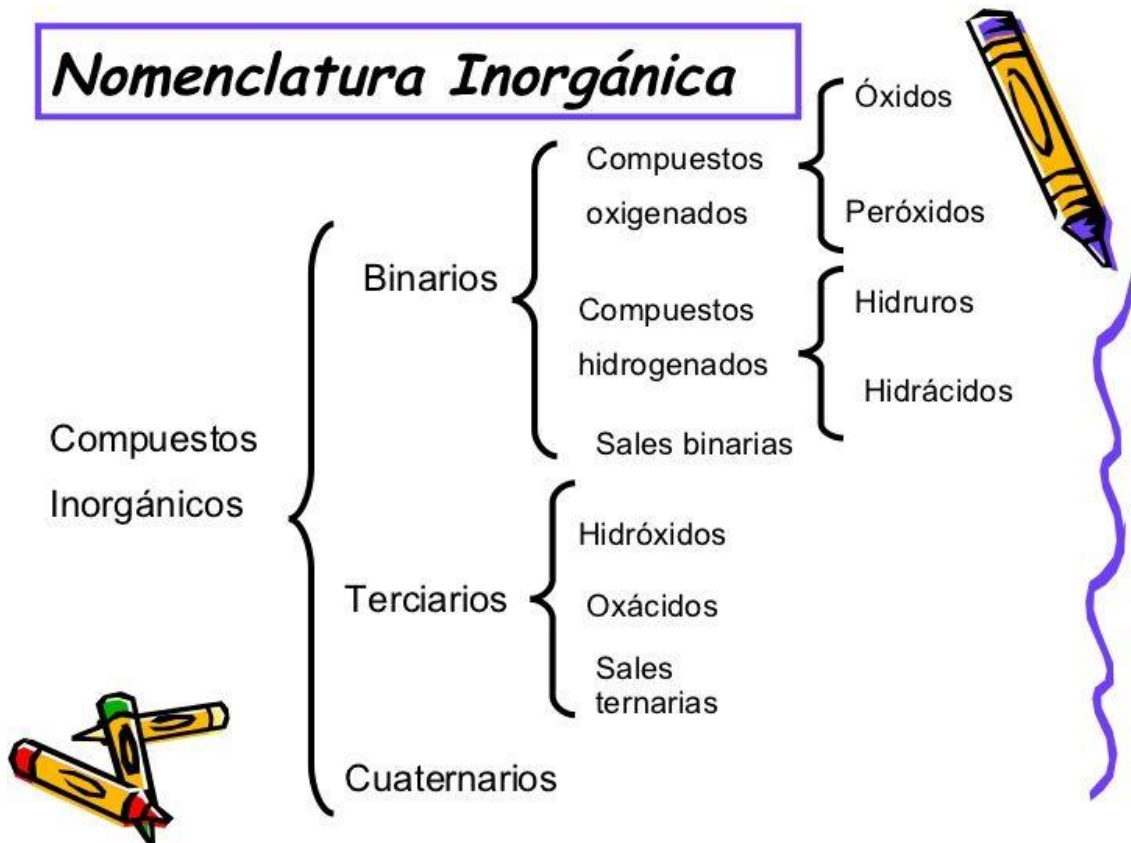 Nomenclatura Inorgánica
Compuestos
Inorgánicos
Binarios
Compuestos
oxigenados
Óxidos
Peróxidos
Compuestos
hidrogenados
Hidruros
Hidrácidos
Sales binarias
Terciarios
Hidróxidos
Oxácidos
Sales
ternarias
Cuaternarios